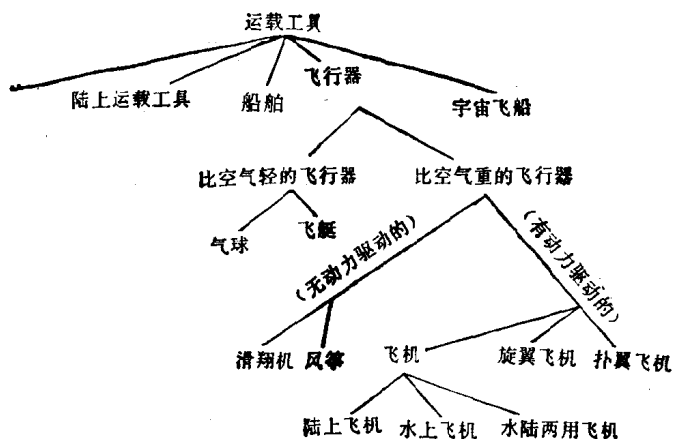 运载工具
飞行器
陆上运载工具
船舶
宇宙飞船
比空气轻的飞行器
比空气重的飞行器
气球
飞艇
(无动力驱动的)
(有动力驱动的)
滑翔机
风筝
飞机
旋翼飞机
扑翼飞机
陆上飞机
水上飞机
水陆两用飞机